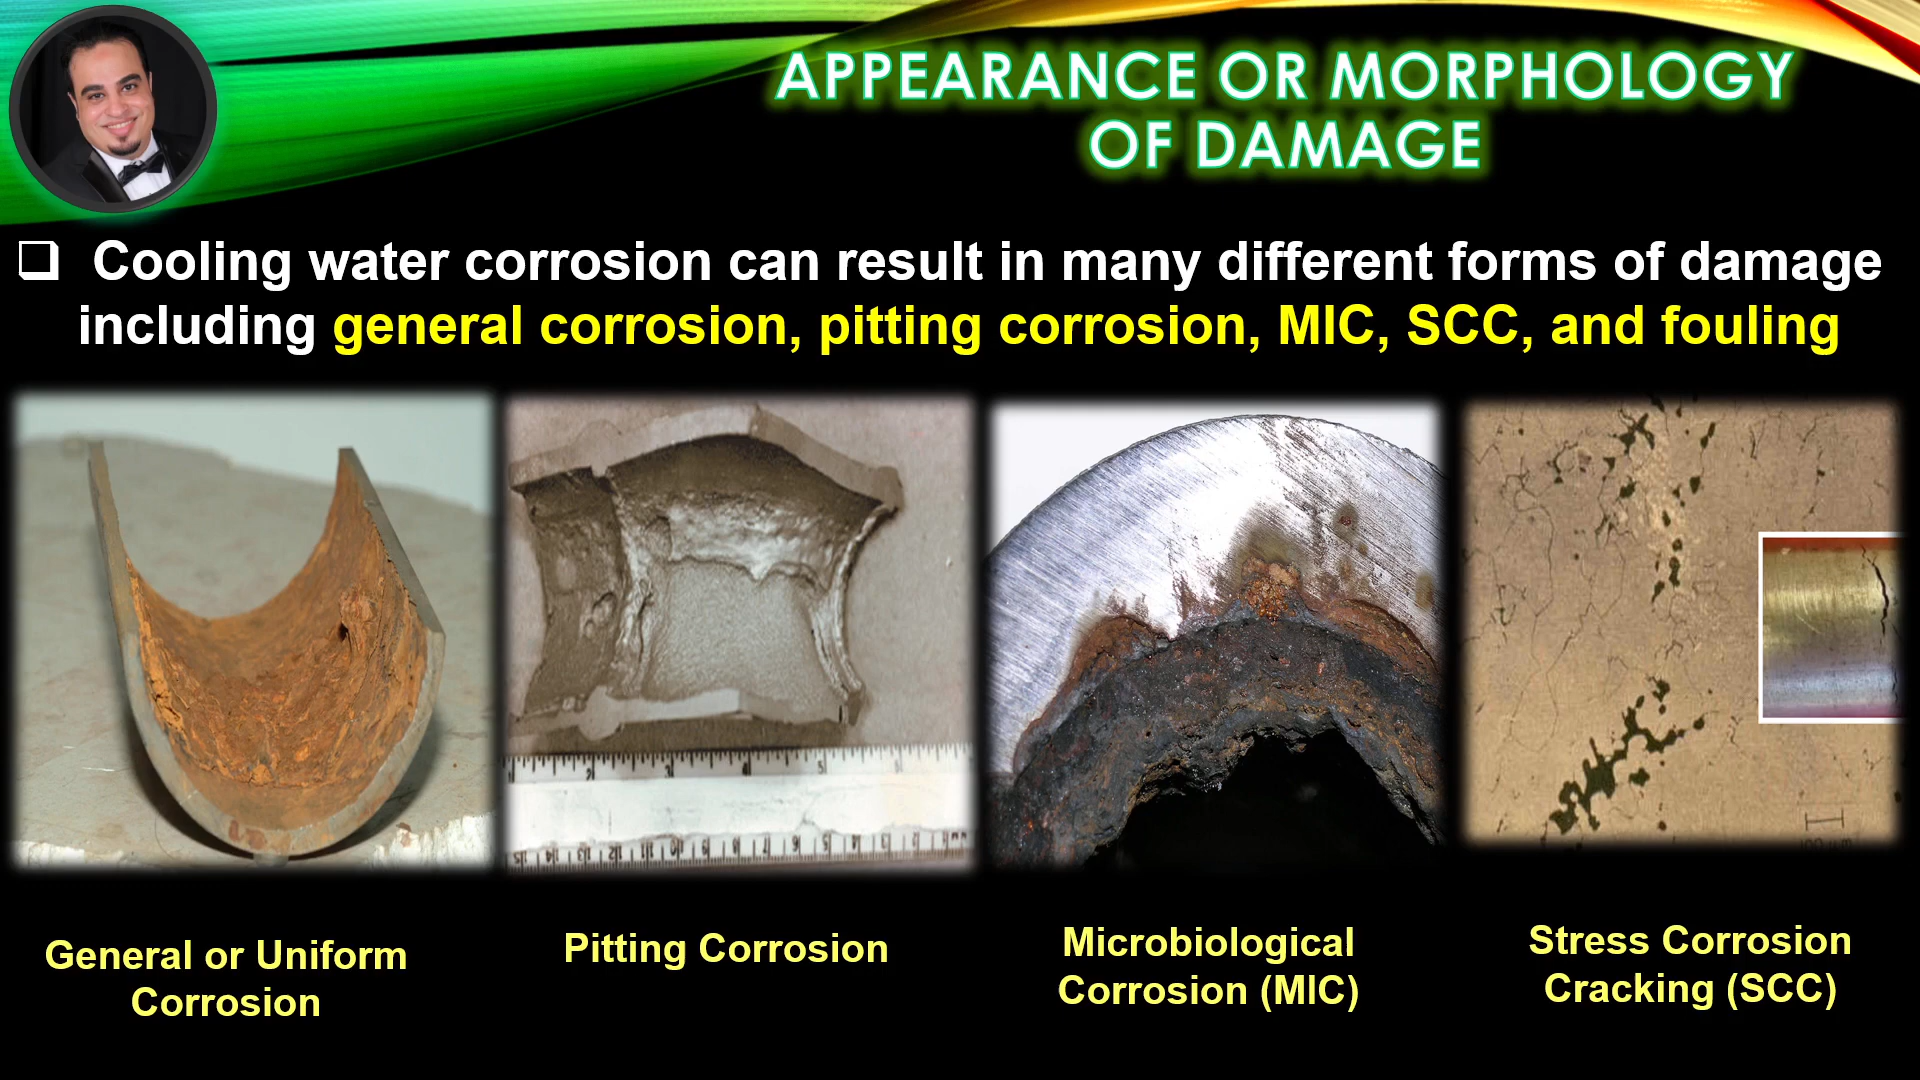 APPEARANCE OR MORPHOLOGY
OF DAMAGE
❑ Cooling water corrosion can result in many different forms of damage
including general corrosion, pitting corrosion, MIC, SCC, and fouling
General or Uniform
Corrosion
Pitting Corrosion
Microbiological
Corrosion (MIC)
Stress Corrosion
Cracking (SCC)